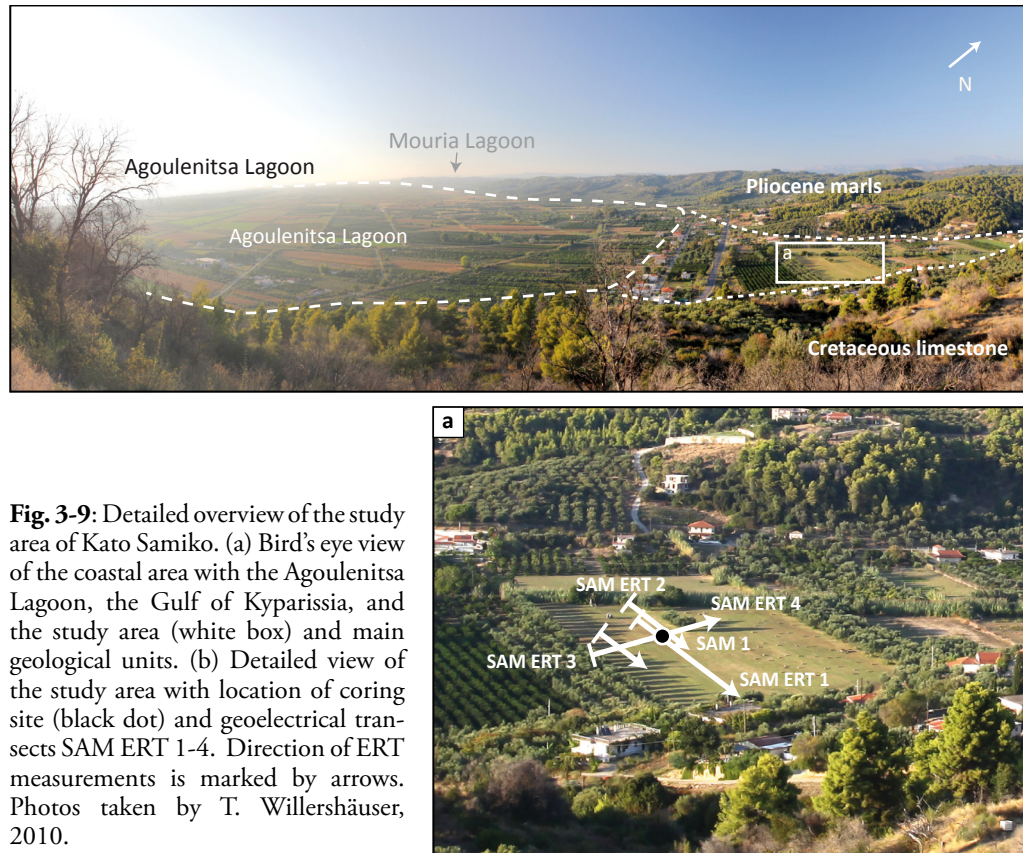 N
Mouria Lagoon
Agoulenitsa Lagoon
Pliocene marls
Agoulenitsa Lagoon
a
Cretaceous limestone
a
SAM ERT 2
SAM ERT 4
SAM 1
SAM ERT 3
SAM ERT 1
Fig. 3-9: Detailed overview of the study
area of Kato Samiko. (a) Bird's eye view
of the coastal area with the Agoulenitsa
Lagoon, the Gulf of Kyparissia, and
the study area (white box) and main
geological units. (b) Detailed view of
the study area with location of coring
site (black dot) and geoelectrical tran-
sects SAM ERT 1-4. Direction of ERT
measurements is marked by arrows.
Photos taken by T. Willershäuser,
2010.